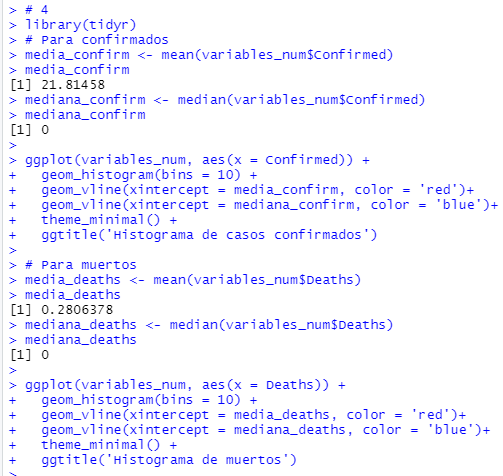 > # 4
> library(tidyr)
> # Para confirmados
> media_confirm <- mean(variables_num$Confirmed)
> media_confirm
[1] 21.81458
> mediana_confirm <- median(variables_num$Confirmed)
> mediana_confirm
[1] 0
>
> ggplot(variables_num, aes(x = Confirmed)) +
+   geom_histogram(bins = 10) +
+   geom_vline(xintercept = media_confirm, color = 'red')+
+   geom_vline(xintercept = mediana_confirm, color = 'blue')+
+   theme_minimal() +
+   ggtitle('Histograma de casos confirmados')
>
> # Para muertos
> media_deaths <- mean(variables_num$Deaths)
> media_deaths
[1] 0.2806378
> mediana_deaths <- median(variables_num$Deaths)
> mediana_deaths
[1] 0
>
> ggplot(variables_num, aes(x = Deaths)) +
+   geom_histogram(bins = 10) +
+   geom_vline(xintercept = media_deaths, color = 'red')+
+   geom_vline(xintercept = mediana_deaths, color = 'blue')+
+   theme_minimal() +
+   ggtitle('Histograma de muertos')
>